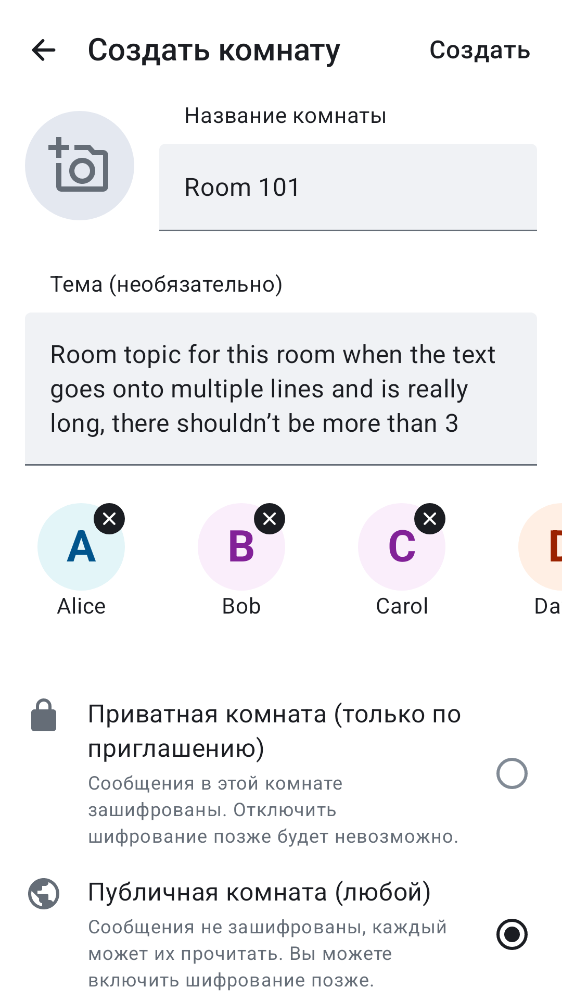 Создать комнату
Создать
Название комнаты
Room 101
Тема (необязательно)
Room topic for this room when the text
goes onto multiple lines and is really
long, there shouldn’t be more than 3
A
B
C
D
Alice
Bob
Carol
Da
Приватная комната (только по
приглашению)
Сообщения в этой комнате
зашифрованы. Отключить
шифрование позже будет невозможно.
Публичная комната (любой)
Сообщения не зашифрованы, каждый
может их прочитать. Вы можете
включить шифрование позже.